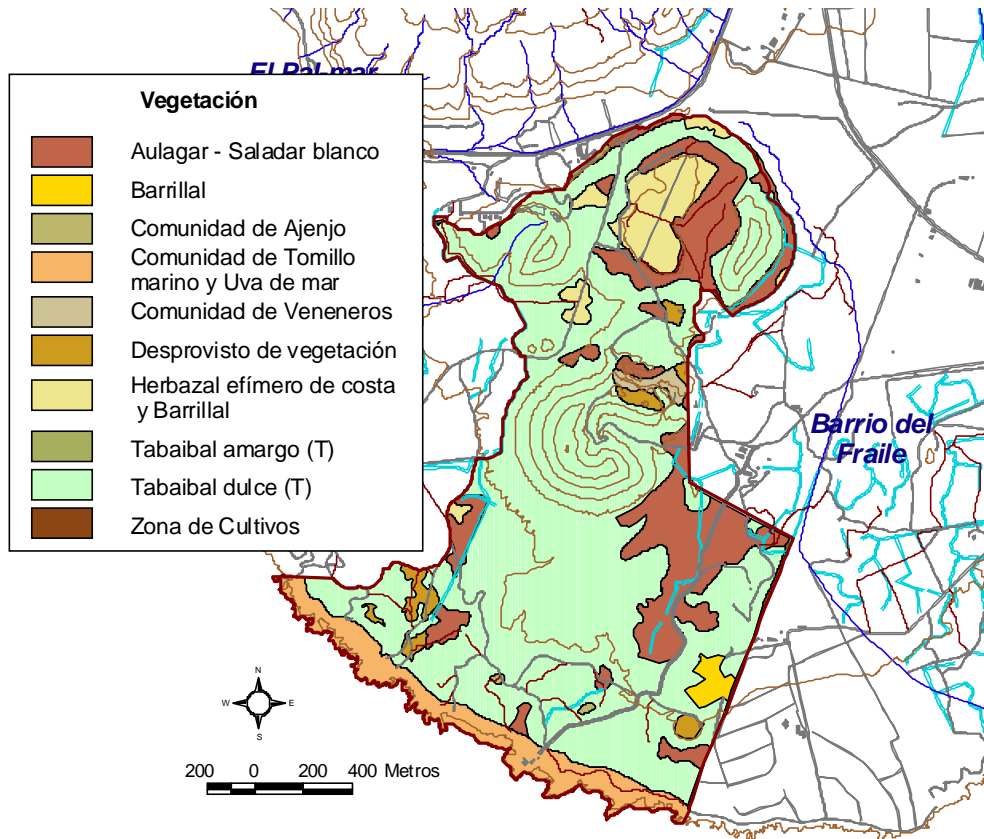 El Pal-mar
Vegetación
Aulagar - Saladar blanco
Barrillal
Comunidad de Ajenjo
Comunidad de Tomillo
marino y Uva de mar
Comunidad de Veneneros
Desprovisto de vegetación
Herbazal efímero de costa
y Barrillal
Tabaibal amargo (T)
Tabaibal dulce (T)
Zona de Cultivos
Barrio del
Fraile
N
W E
S
200 0 200 400 Metros